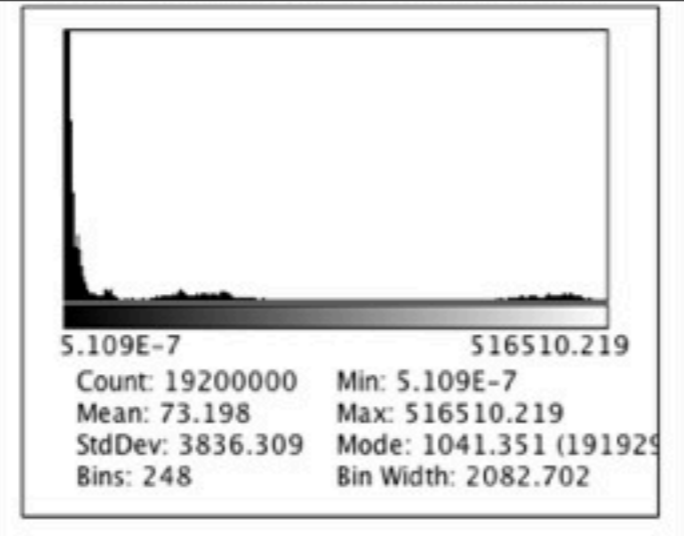 5.109E-7 516510.219
Count: 19200000 Min: 5.109E-7
Mean: 73.198 Max: 516510.219
StdDev: 3836.309 Mode: 1041.351 (191929
Bins: 248 Bin Width: 2082.702